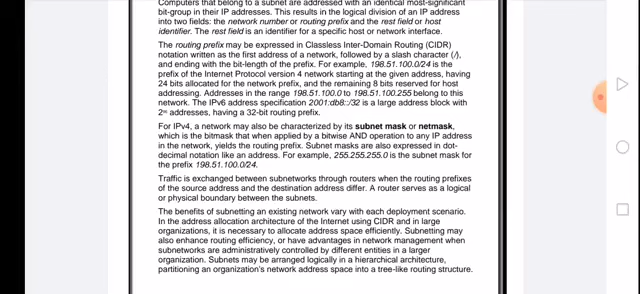 Computers that belong to a subnet are addressed with an identical most-significant
bit-group in their IP addresses. This results in the logical division of an IP address
into two fields: the network number or routing prefix and the rest field or host
identifier. The rest field is an identifier for a specific host or network interface.
The routing prefix may be expressed in Classless Inter-Domain Routing (CIDR)
notation written as the first address of a network, followed by a slash character (/),
and ending with the bit-length of the prefix. For example, 198.51.100.0/24 is the
prefix of the Internet Protocol version 4 network starting at the given address, having
24 bits allocated for the network prefix, and the remaining 8 bits reserved for host
addressing. Addresses in the range 198.51.100.0 to 198.51.100.255 belong to this
network. The IPv6 address specification 2001:db8::/32 is a large address block with
2 addresses, having a 32-bit routing prefix.
For IPv4, a network may also be characterized by its subnet mask or netmask,
which is the bitmask that when applied by a bitwise AND operation to any IP address
in the network, yields the routing prefix. Subnet masks are also expressed in dot-
decimal notation like an address. For example, 255.255.255.0 is the subnet mask for
the prefix 198.51.100.0/24.
Traffic is exchanged between subnetworks through routers when the routing prefixes
of the source address and the destination address differ. A router serves as a logical
or physical boundary between the subnets.
The benefits of subnetting an existing network vary with each deployment scenario.
In the address allocation architecture of the Internet using CIDR and in large
organizations, it is necessary to allocate address space efficiently. Subnetting may
also enhance routing efficiency, or have advantages in network management when
subnetworks are administratively controlled by different entities in a larger
organization. Subnets may be arranged logically in a hierarchical architecture,
partitioning an organization's network address space into a tree-like routing structure.